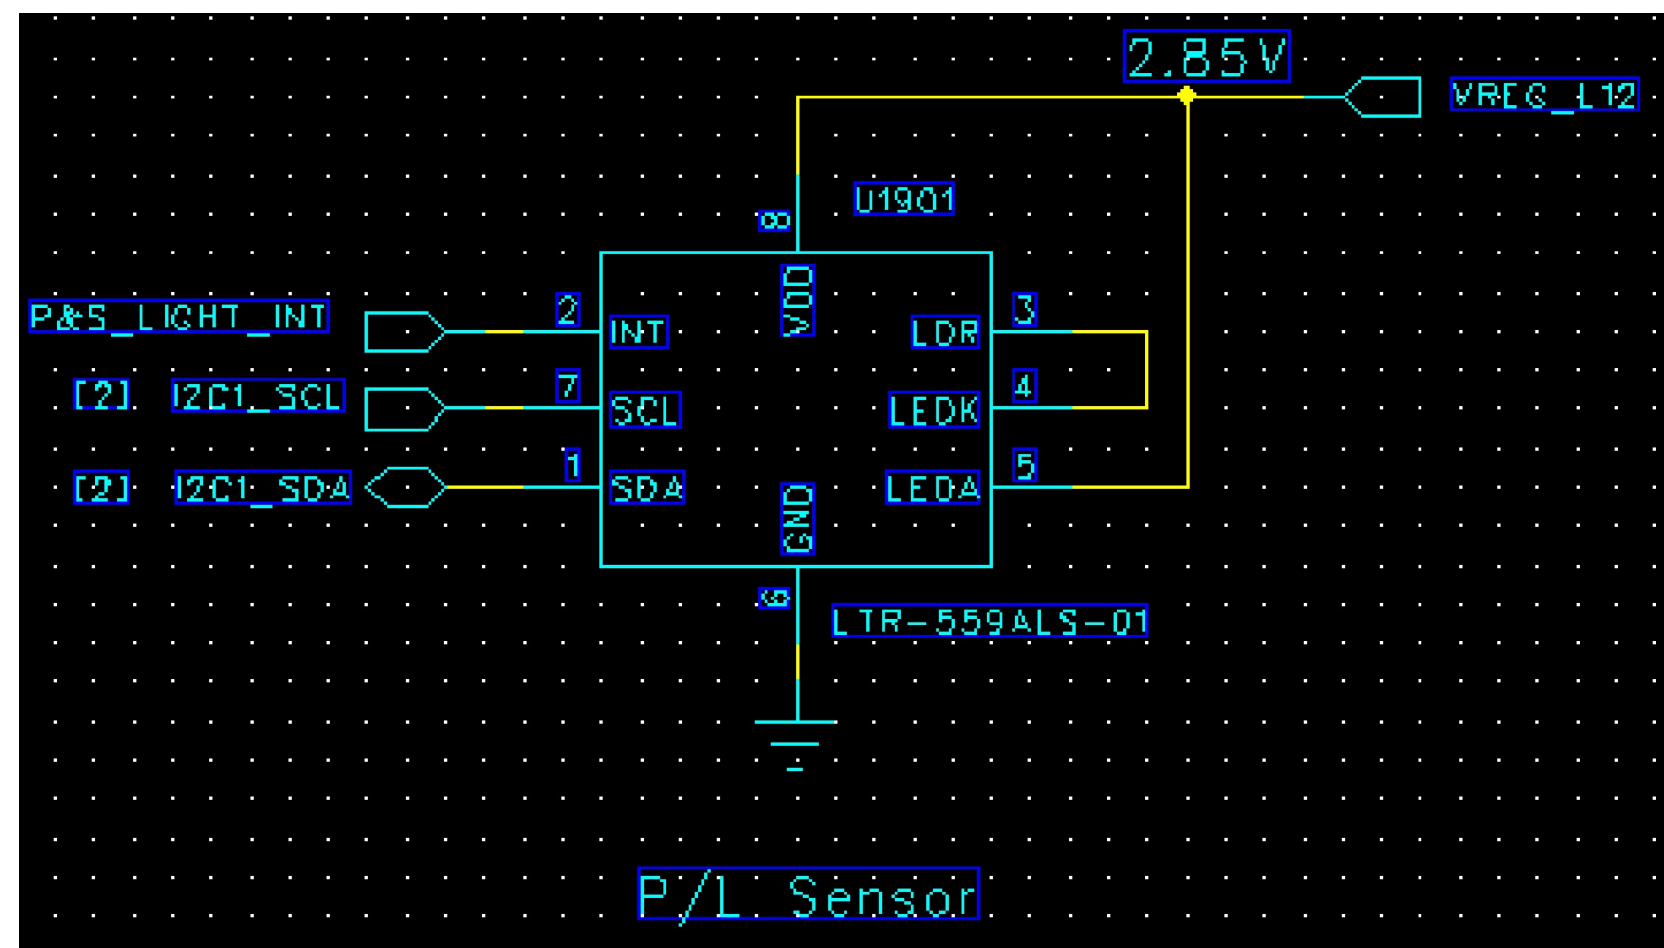 2.85V
VREG_L12
U1901
8
P&S_LIGHT_INT
2
INT
VDD
LDR
3
[2] I2C1_SCL
7
SCL
LEDK
4
[2] I2C1_SDA
1
SDA
GND
LEDA
5
LTR-559ALS-01
P/L Sensor